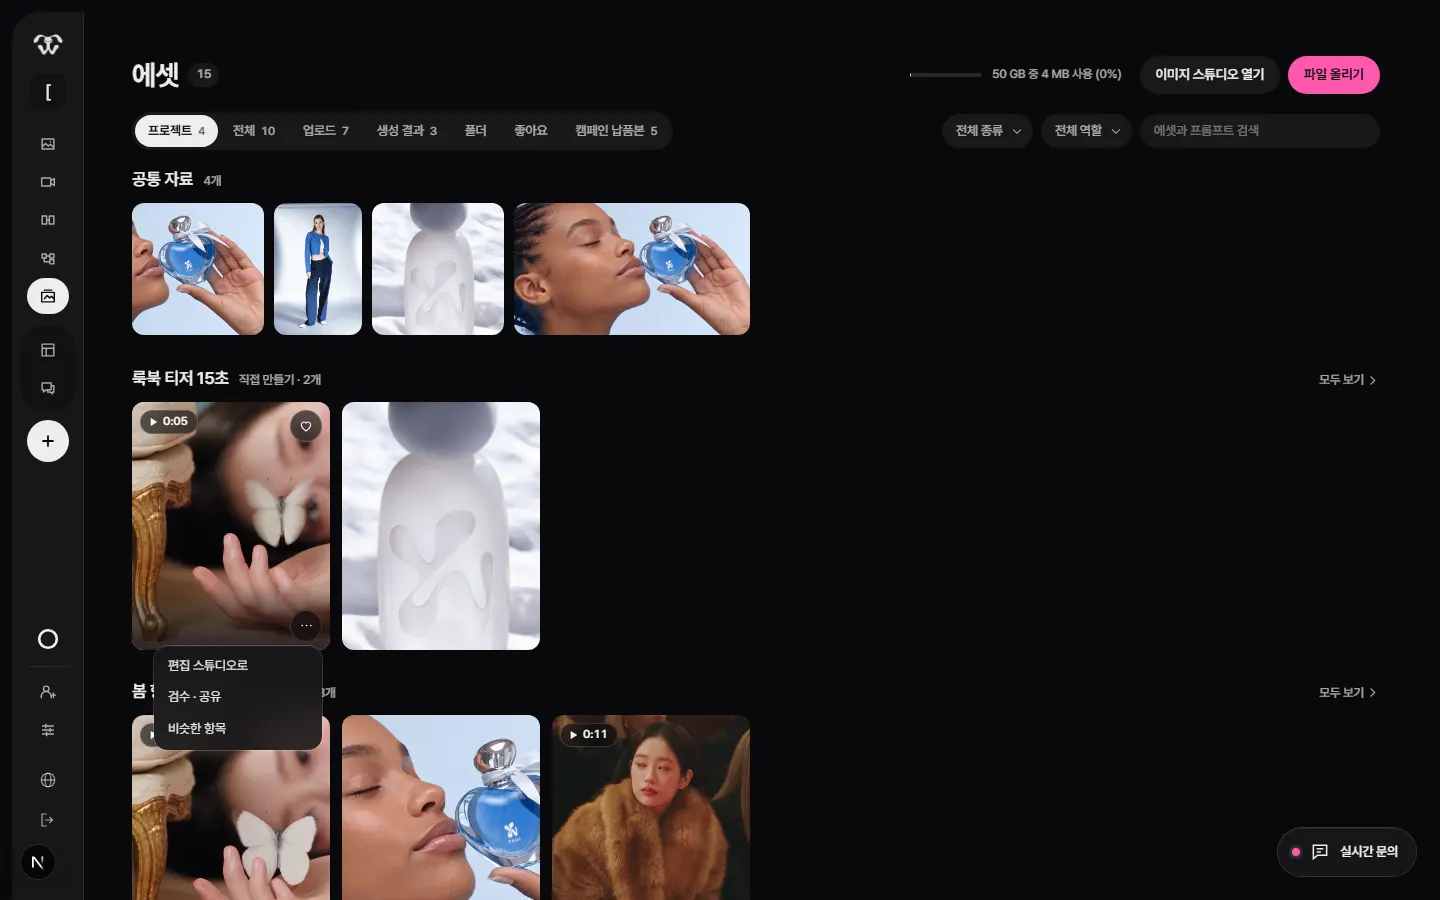 에셋 15
50 GB 중 4 MB 사용 (0%)
이미지 스튜디오 열기
파일 올리기
[
프로젝트 4
전체 10
업로드 7
생성 결과 3
폴더
좋아요
캠페인 납품본 5
전체 종류
전체 역할
에셋과 프롬프트 검색
공통 자료 4개
룩북 티저 15초 직접 만들기 · 2개
모두 보기
0:05
편집 스튜디오로
검수 · 공유
비슷한 항목
봄
모두 보기
0:11
N
실시간 문의